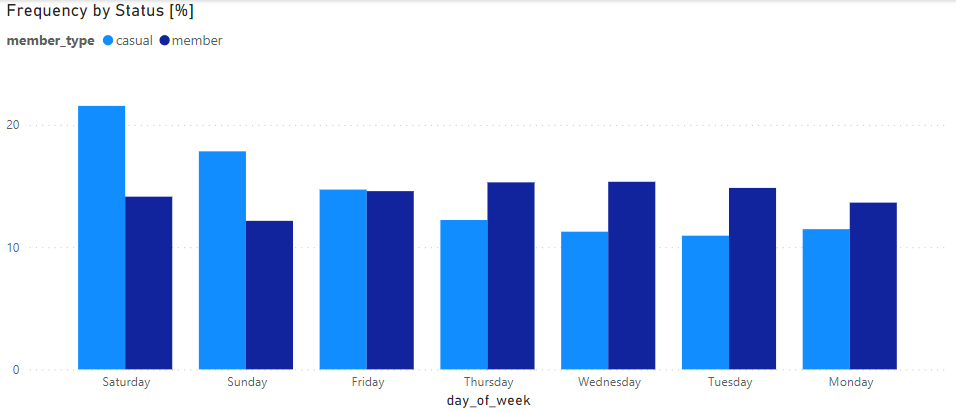 Frequency by Status [%]
member_type casual member
20
10
0
Saturday Sunday Friday Thursday Wednesday Tuesday Monday
day_of_week